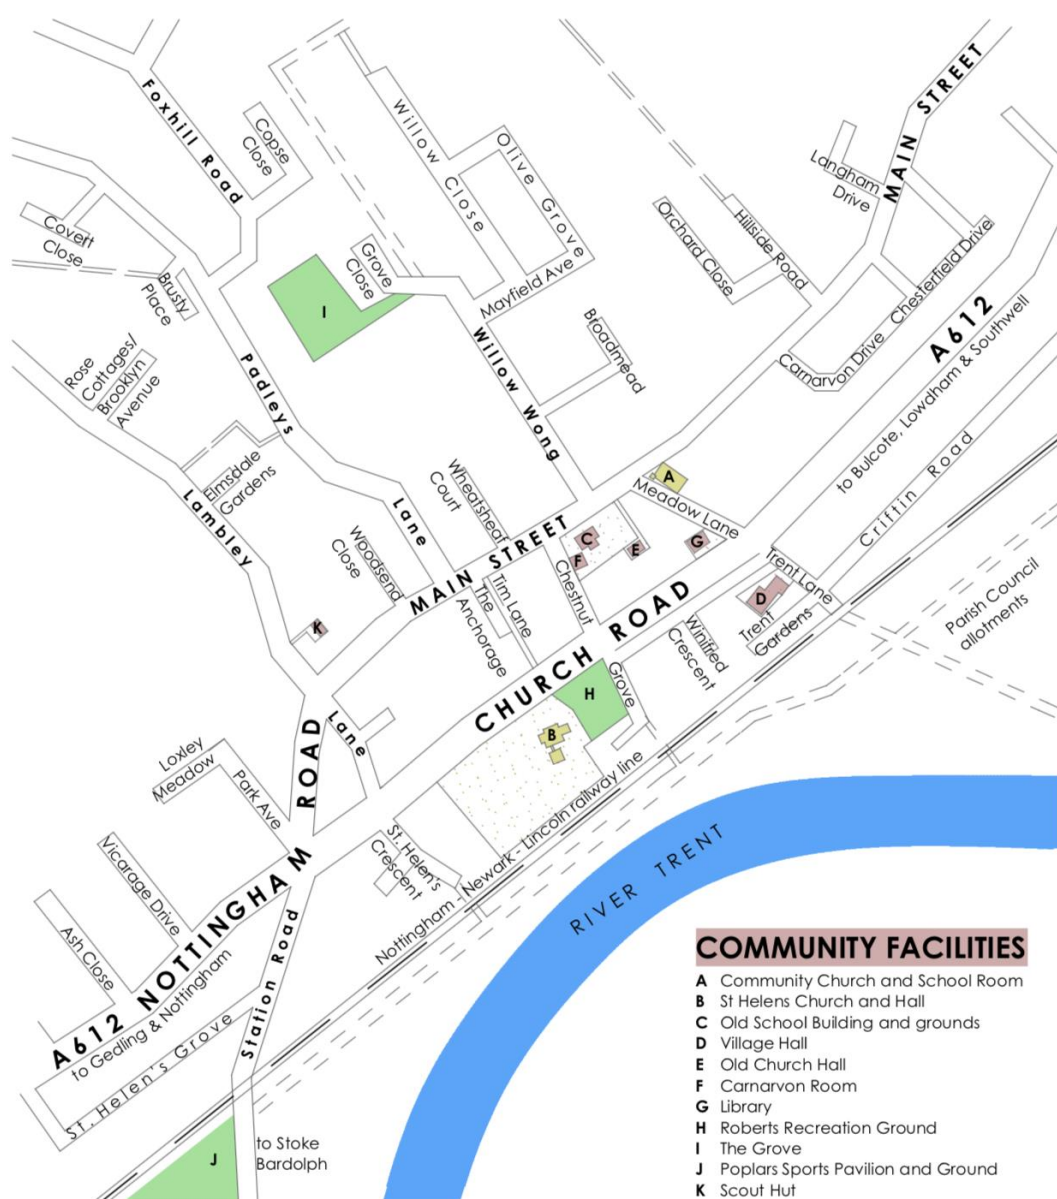 Foxhill Road
Copse
Close
Willow Close
Olive Grove
MAIN STREET
Langham
Drive
Covert
Close
Grove
Close
Orchard Close
Hillside Road
Chesterfield Drive
Mayfield Ave
Brusty
Place
I
Willow Wong
Broadmead
Carnarvon Drive
A612
to Bulcote, Lowdham & Southwell
Rose
Cottages/
Brooklyn
Avenue
Padleys
Lane
Elmsdale
Gardens
Lambley
Lane
Wheatsheaf
Court
Woodsend
Close
MAIN STREET
A
Meadow Lane
C
F
E
G
Chestnut
Grove
Tim Lane
The
Anchorage
Criftin Road
Trent Lane
D
Trent
Gardens
Winifred
Crescent
Parish Council
allotments
K
CHURCH ROAD
H
B
Loxley
Meadow
Park Ave
Vicarage Drive
Ash Close
A612 NOTTINGHAM ROAD
to Gedling & Nottingham
St. Helen's
Crescent
Nottingham - Newark - Lincoln railway line
RIVER TRENT
Station Road
St. Helen's Grove
J
to Stoke
Bardolph
COMMUNITY FACILITIES
A Community Church and School Room
B St Helens Church and Hall
C Old School Building and grounds
D Village Hall
E Old Church Hall
F Carnarvon Room
G Library
H Roberts Recreation Ground
I The Grove
J Poplars Sports Pavilion and Ground
K Scout Hut